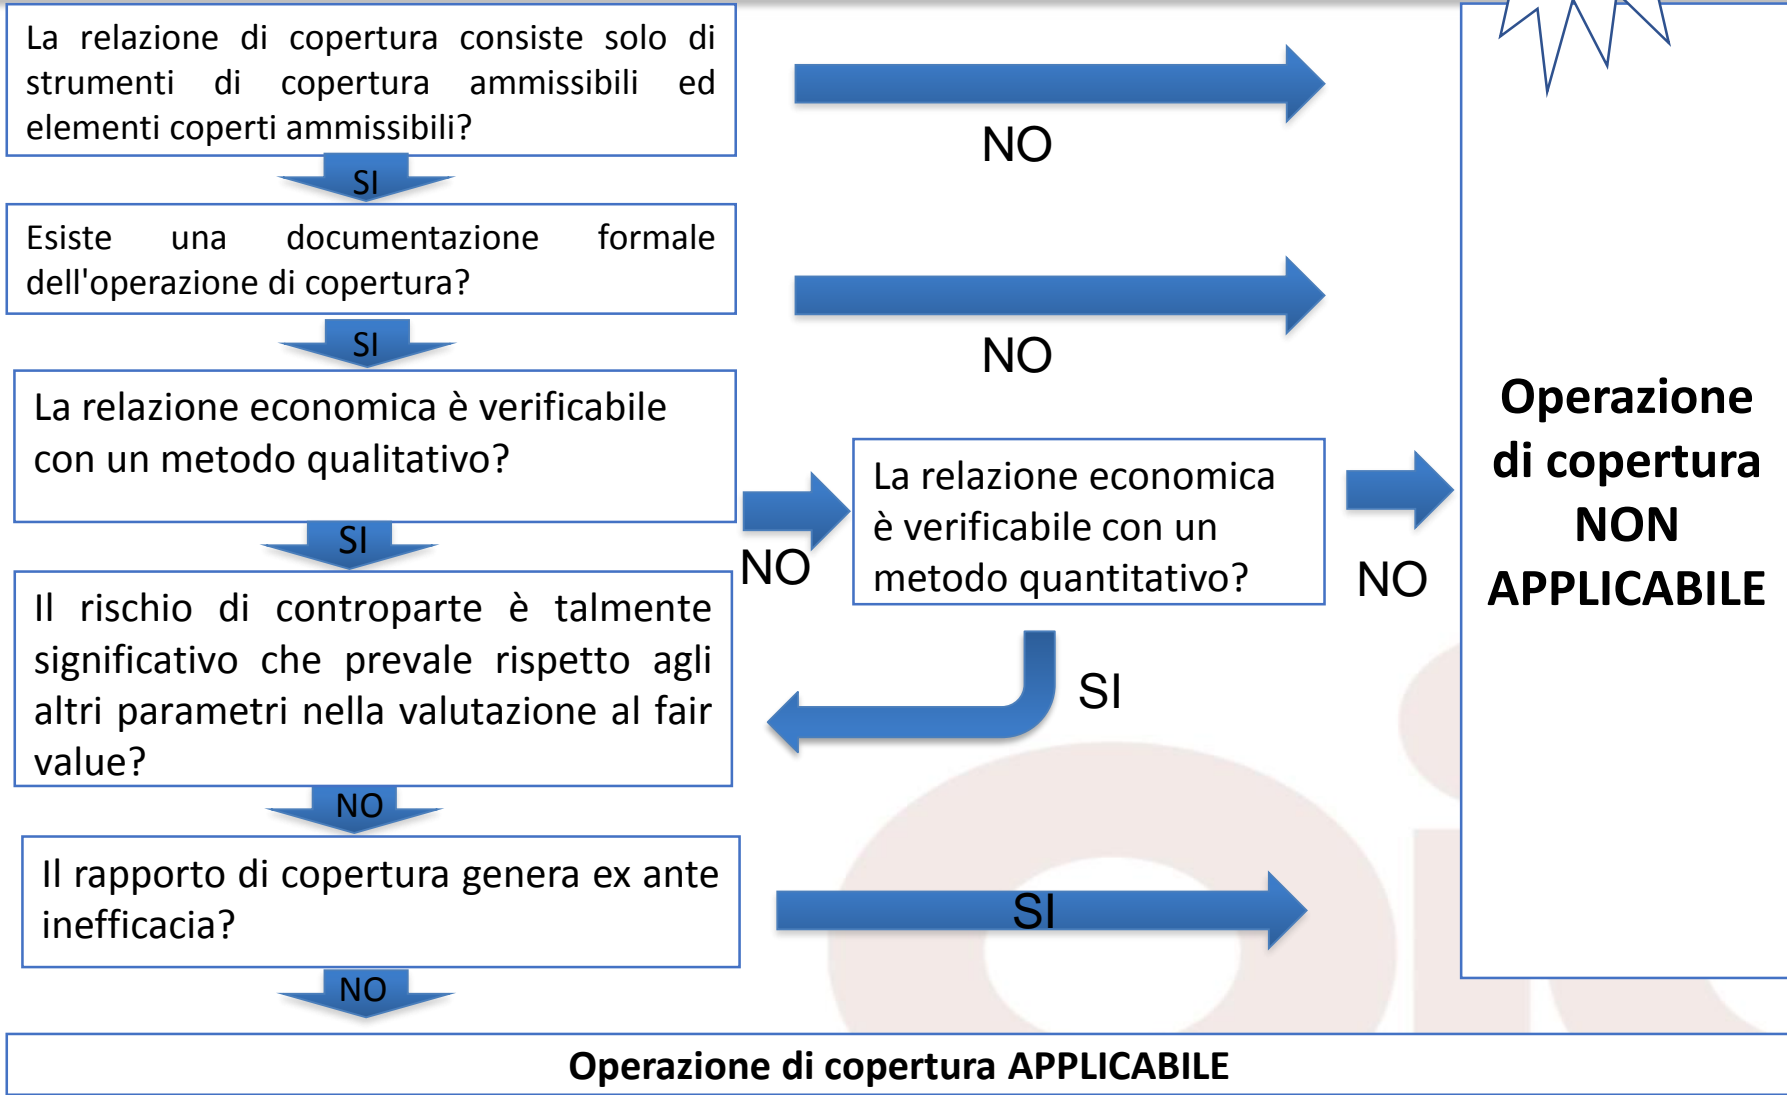 La relazione di copertura consiste solo di
strumenti di copertura ammissibili ed
elementi coperti ammissibili?
NO
SI
Esiste una documentazione formale
dell'operazione di copertura?
NO
SI
La relazione economica è verificabile
con un metodo qualitativo?
NO
La relazione economica
è verificabile con un
metodo quantitativo?
NO
SI
SI
Il rischio di controparte è talmente
significativo che prevale rispetto agli
altri parametri nella valutazione al fair
value?
NO
Il rapporto di copertura genera ex ante
inefficacia?
SI
NO
Operazione
di copertura
NON
APPLICABILE
Operazione di copertura APPLICABILE